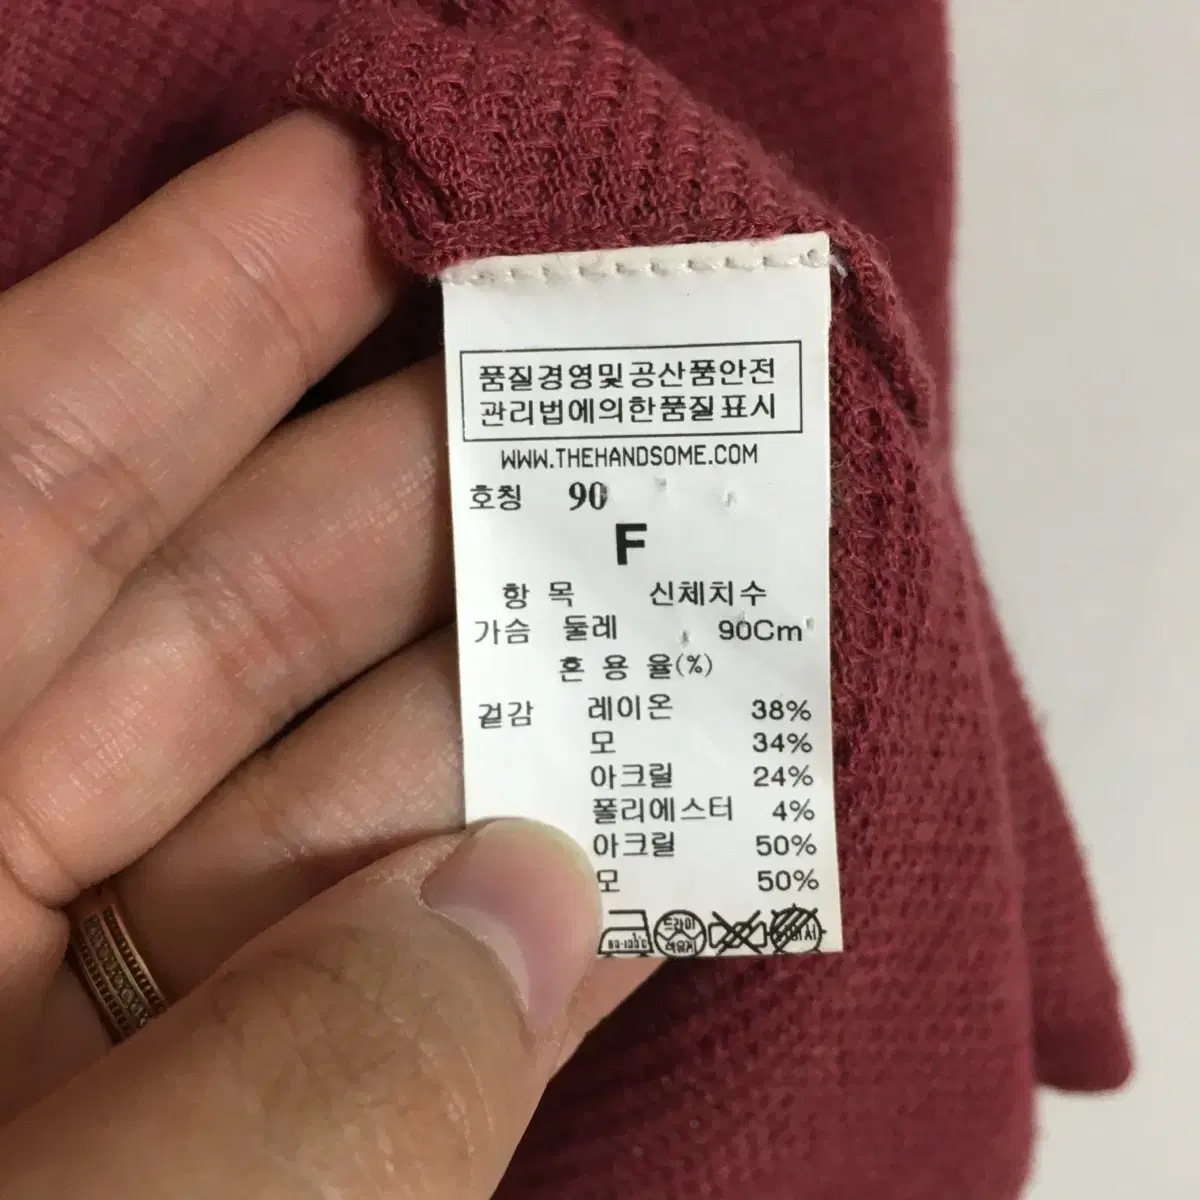 품질경영및공산품안전
관리법에의한품질표시
WWW.THEHANDSOME.COM
호칭 90
F
항 목 신체치수
가슴 둘레 90Cm
혼 용 율(%)
겉감 레이온 38%
모 34%
아크릴 24%
폴리에스터 4%
아크릴 50%
모 50%
드라이